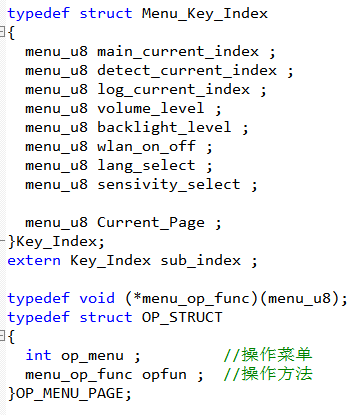 typedef struct Menu_Key_Index
{
menu_u8 main_current_index ;
menu_u8 detect_current_index ;
menu_u8 log_current_index ;
menu_u8 volume_level ;
menu_u8 backlight_level ;
menu_u8 wlan_on_off ;
menu_u8 lang_select ;
menu_u8 sensivity_select ;
menu_u8 Current_Page ;
}Key_Index;
extern Key_Index sub_index ;
typedef void (*menu_op_func)(menu_u8);
typedef struct OP_STRUCT
{
int op_menu ; //操作菜单
menu_op_func opfun ; //操作方法
}OP_MENU_PAGE;